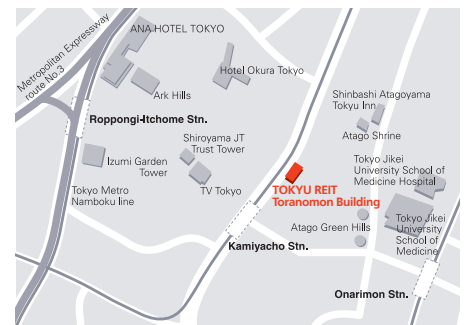 ANA HOTEL TOKYO
Metropolitan Expressway
route No.3
Hotel Okura Tokyo
Ark Hills
Shinbashi Atagoyama
Tokyu Inn
Roppongi-Itchome Stn.
Atago Shrine
Shiroyama JT
Trust Tower
Izumi Garden
Tower
Tokyo Jikei
University School of
Medicine Hospital
TV Tokyo
Tokyo Metro
Namboku line
TOKYU REIT
Toranomon Building
Tokyo Jikei
University
School of
Medicine
Atago Green Hills
Kamiyacho Stn.
Onarimon Stn.